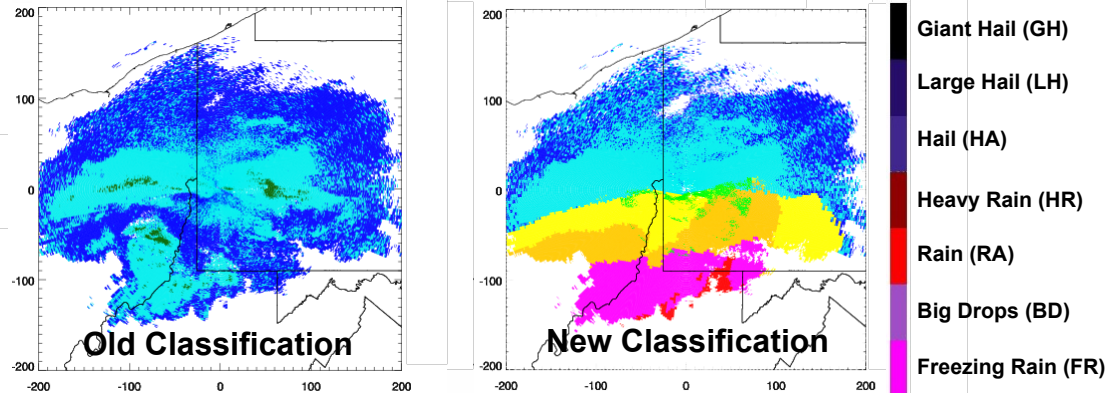 200
100
0
-100
-200
-200
-100
0
100
200
Old Classification
200
100
0
-100
-200
-200
-100
0
100
200
New Classification
Giant Hail (GH)
Large Hail (LH)
Hail (HA)
Heavy Rain (HR)
Rain (RA)
Big Drops (BD)
Freezing Rain (FR)